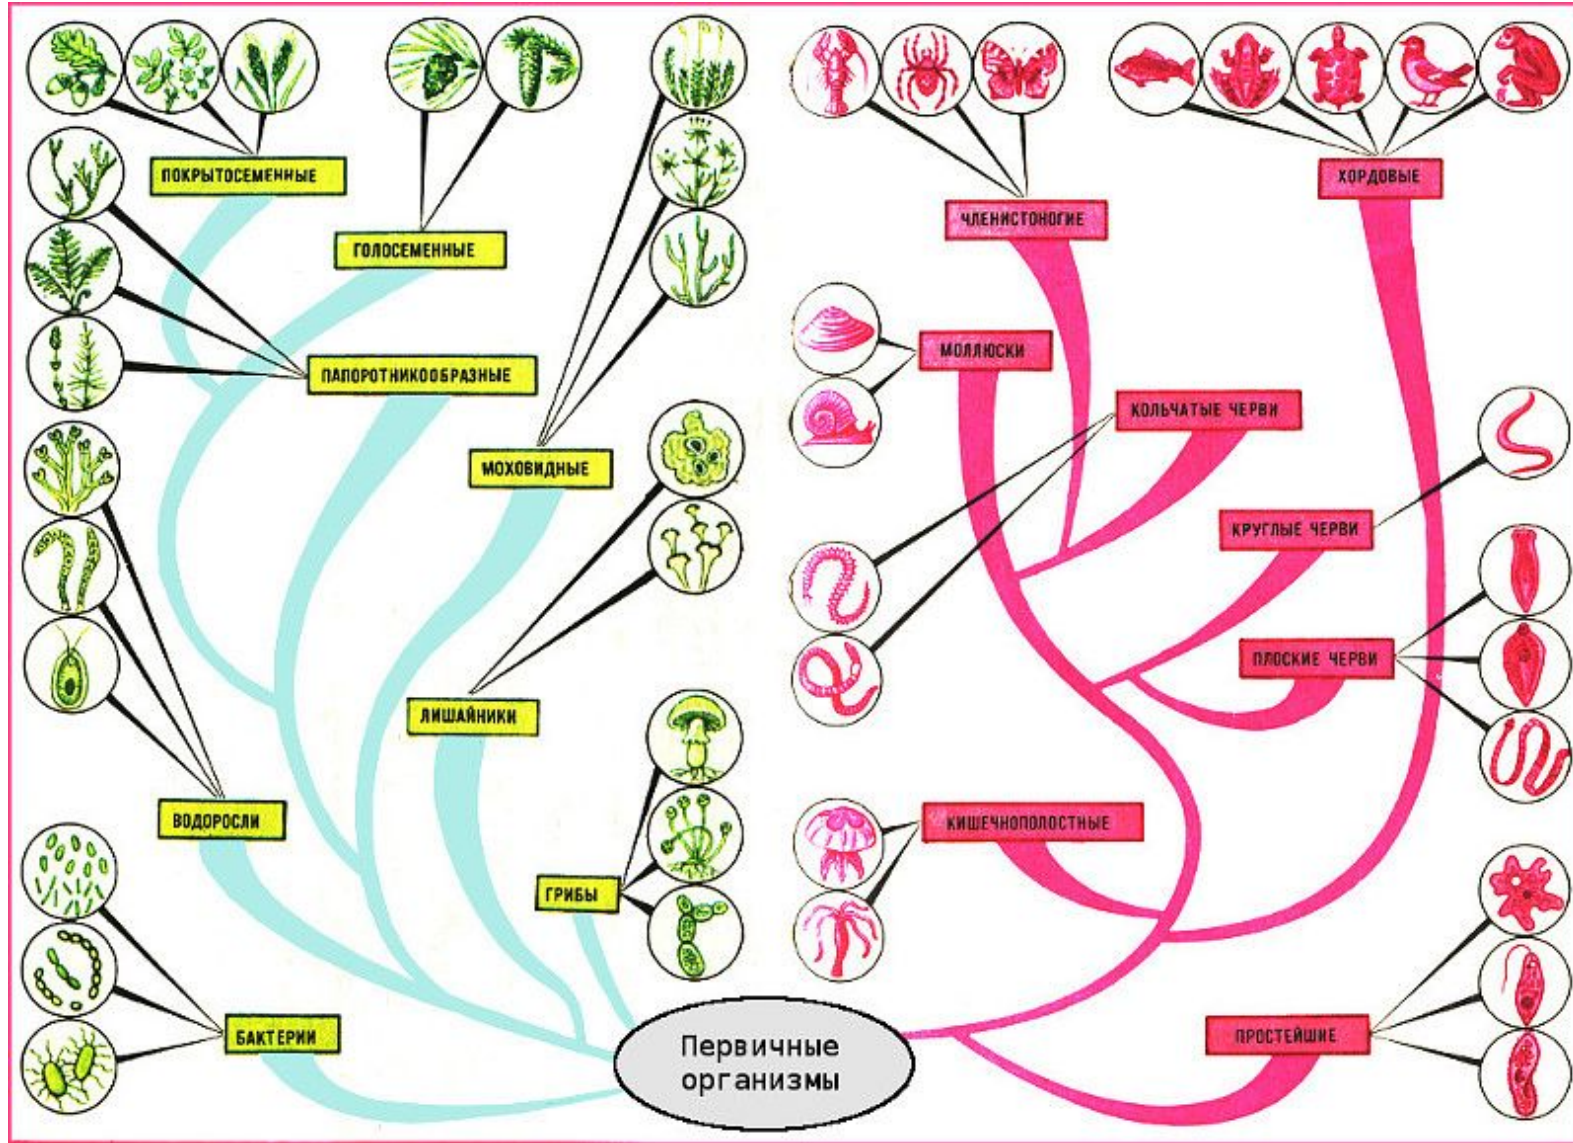 ПОКРЫТОСЕМЕННЫЕ
ГОЛОСЕМЕННЫЕ
ПАПОРОТНИКООБРАЗНЫЕ
МОХОВИДНЫЕ
ЛИШАЙНИКИ
ВОДОРОСЛИ
ГРИБЫ
БАКТЕРИИ
ХОРДОВЫЕ
ЧЛЕНИСТОНОГИЕ
МОЛЛЮСКИ
КОЛЬЧАТЫЕ ЧЕРВИ
КРУГЛЫЕ ЧЕРВИ
ПЛОСКИЕ ЧЕРВИ
КИШЕЧНОПОЛОСТНЫЕ
ПРОСТЕЙШИЕ
Первичные
организмы